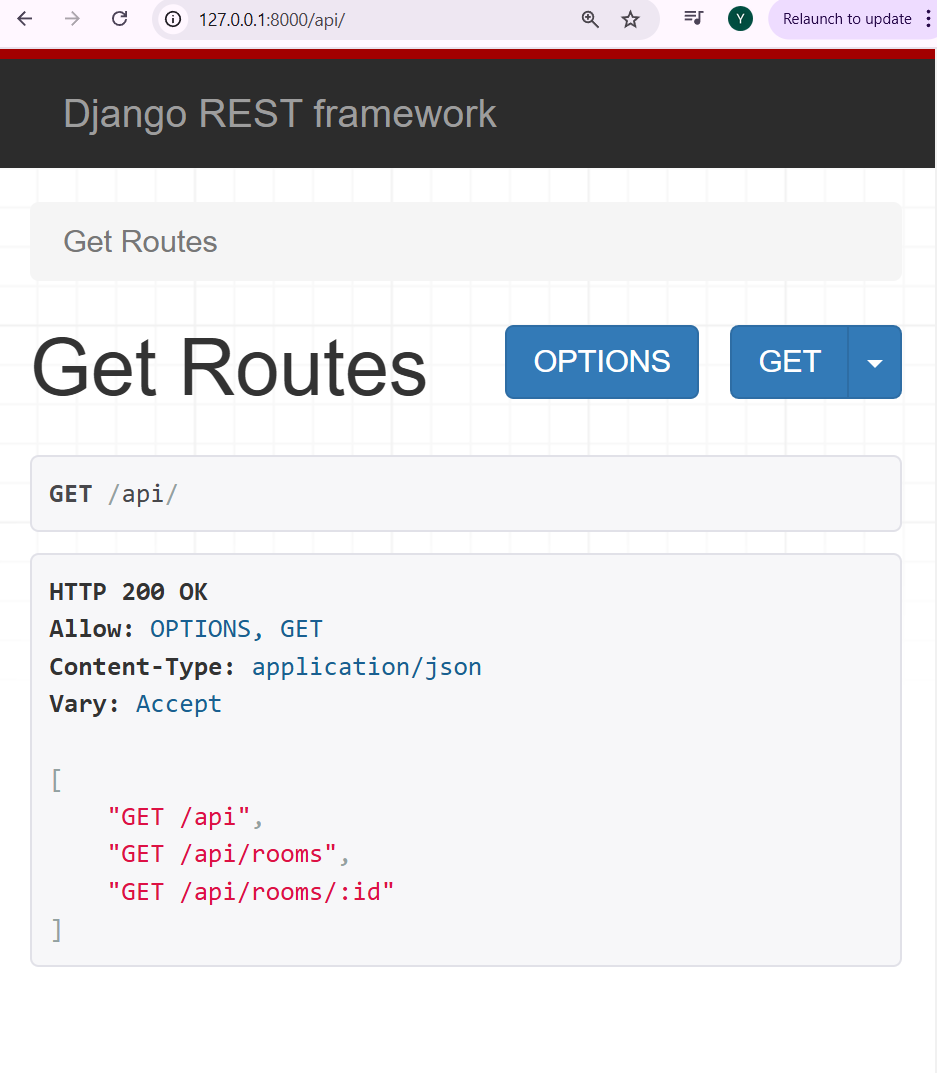 127.0.0.1:8000/api/
Y
Relaunch to update
Django REST framework
Get Routes
Get Routes
OPTIONS
GET
GET /api/
HTTP 200 OK
Allow: OPTIONS, GET
Content-Type: application/json
Vary: Accept
[
    "GET /api",
    "GET /api/rooms",
    "GET /api/rooms/:id"
]